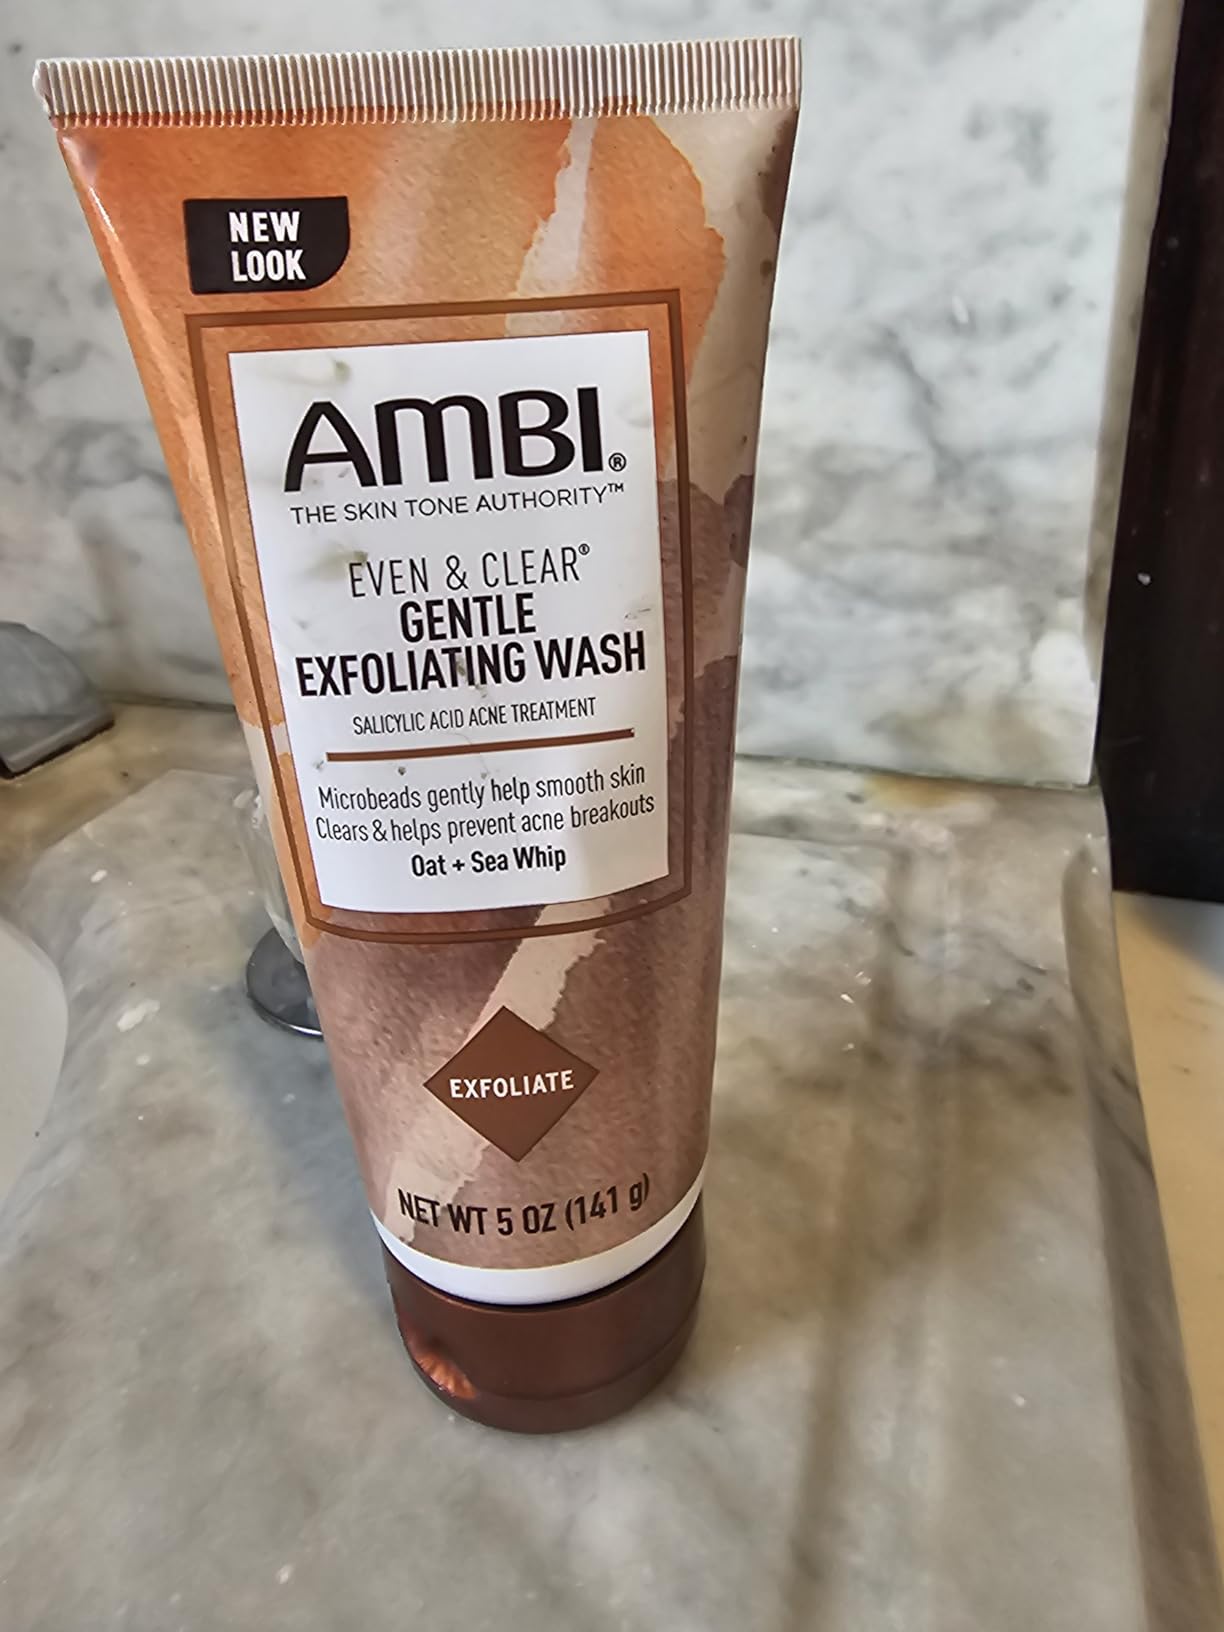 NEW
LOOK
AMBI®
THE SKIN TONE AUTHORITY™
EVEN & CLEAR®
GENTLE
EXFOLIATING WASH
SALICYLIC ACID ACNE TREATMENT
Microbeads gently help smooth skin
Clears & helps prevent acne breakouts
Oat + Sea Whip
EXFOLIATE
NET WT 5 OZ (141 g)